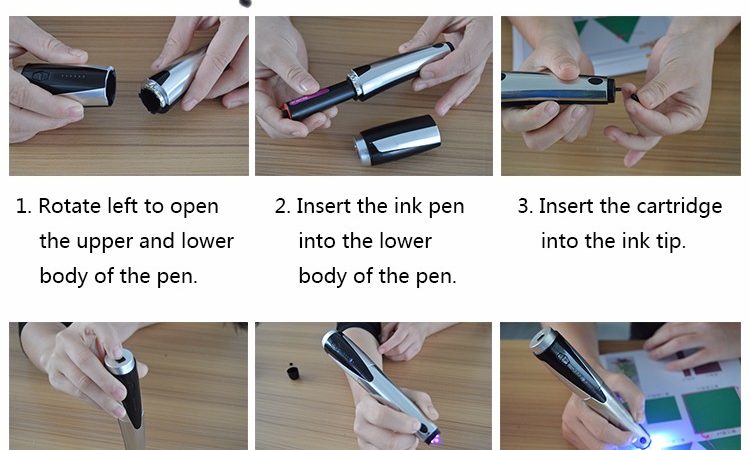 1. Rotate left to open
the upper and lower
body of the pen.
2. Insert the ink pen
into the lower
body of the pen.
3. Insert the cartridge
into the ink tip.